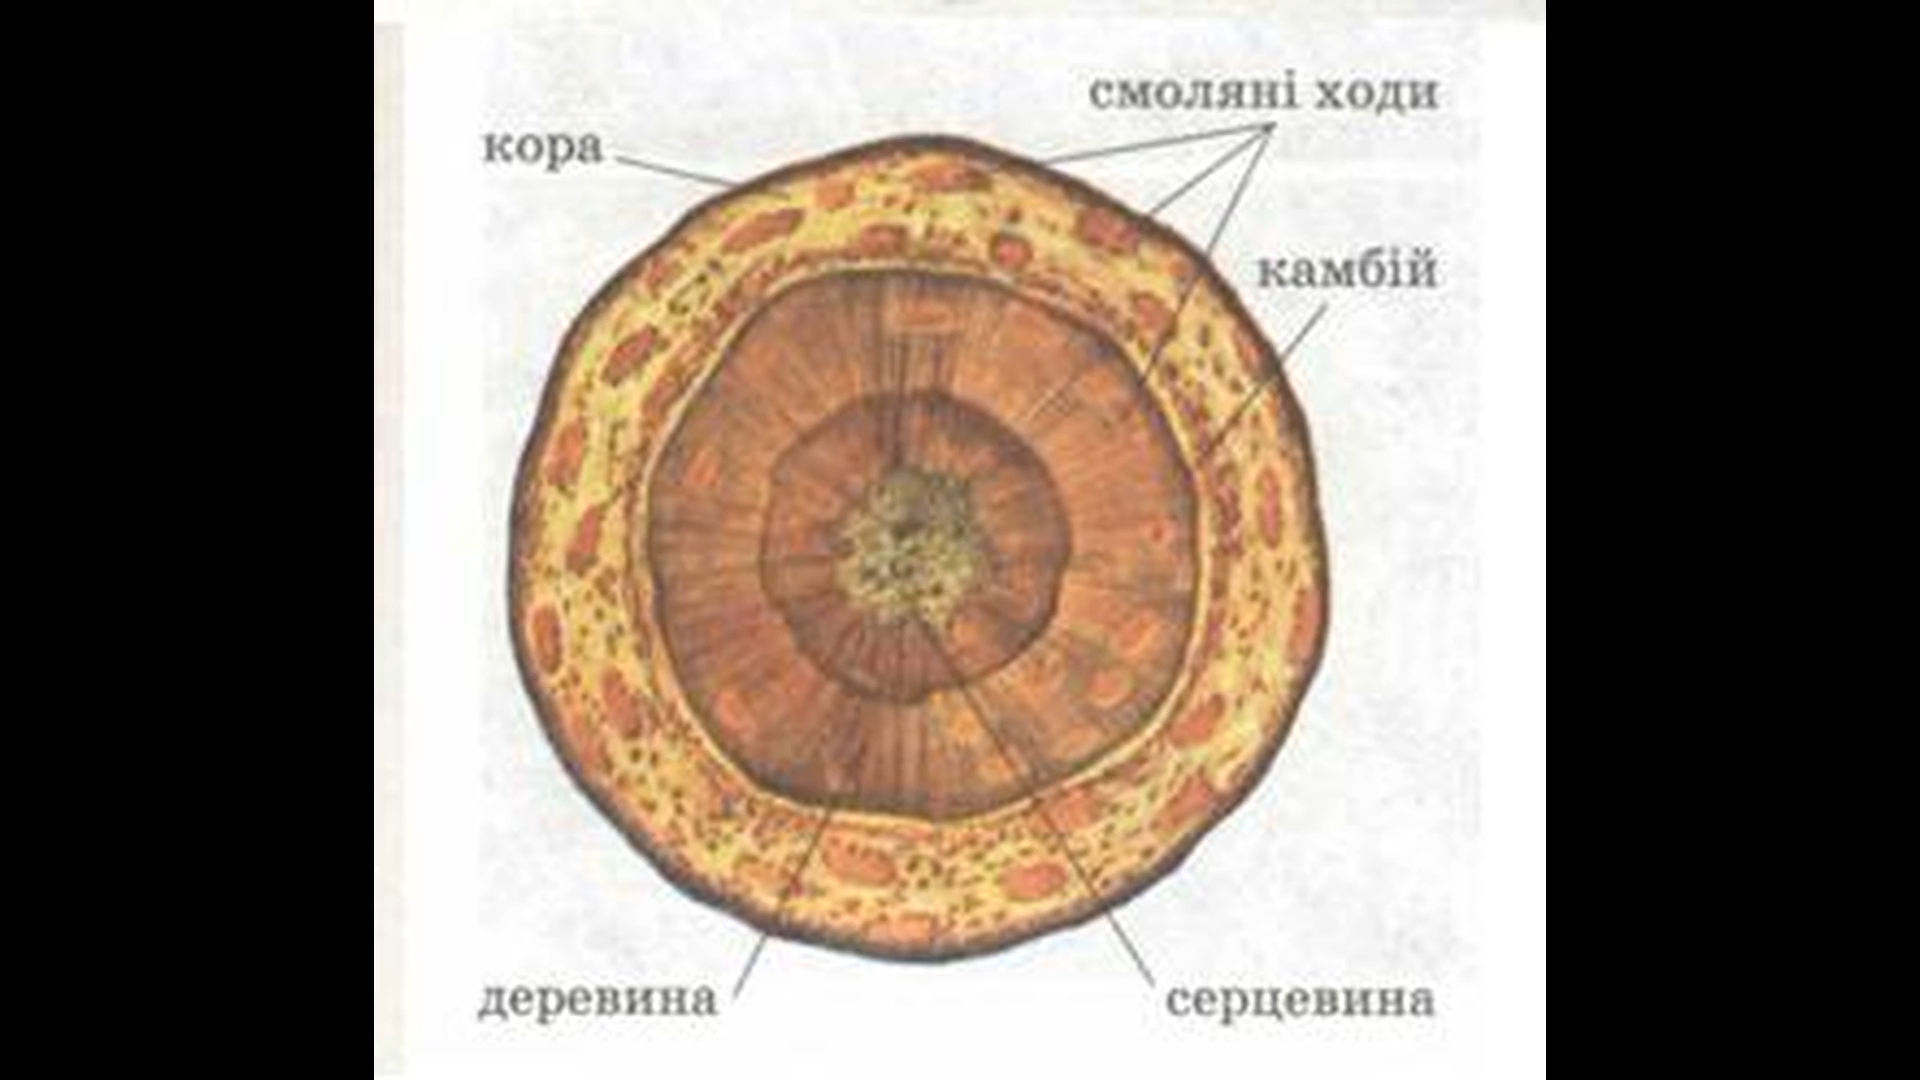 смоляні ходи
кора
камбій
деревина
серцевина